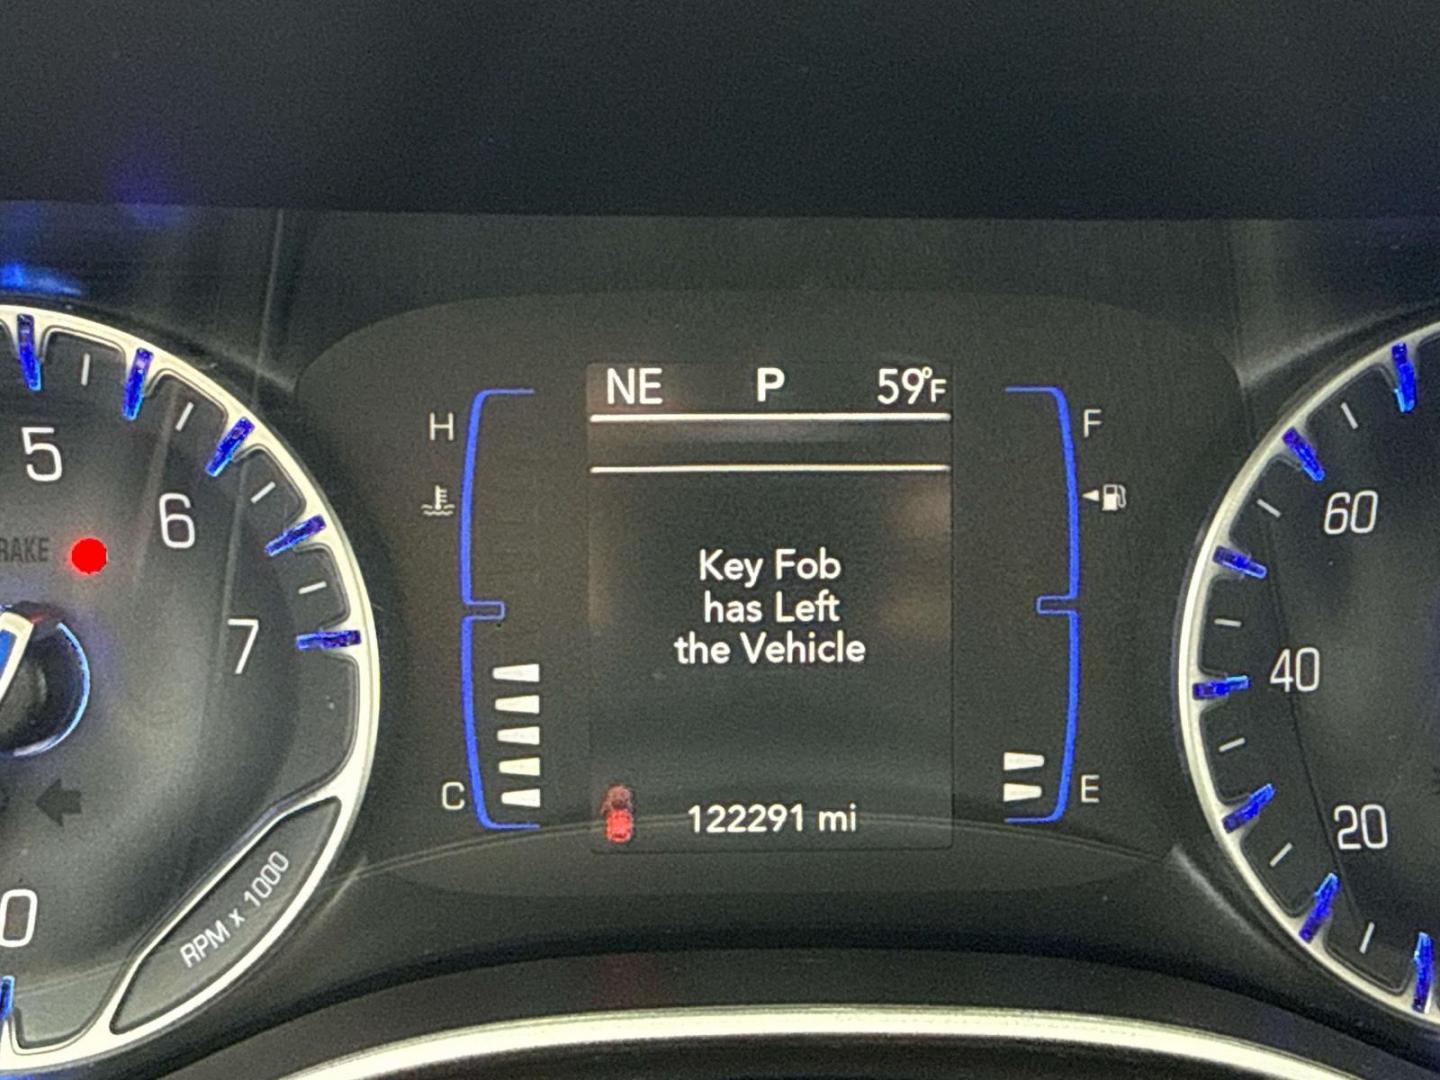 NE P 59°F
H
F
5
6
60
RAKE
Key Fob
has Left
the Vehicle
7
40
C
E
122291 mi
20
0
RPM x 1000